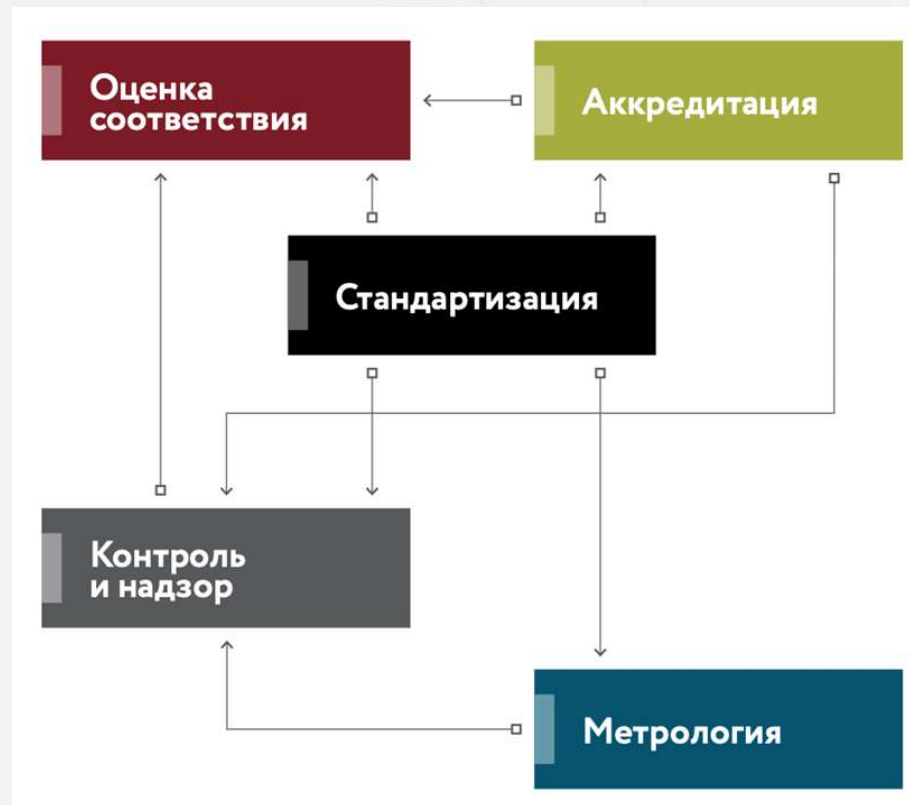 Оценка
соответствия
Аккредитация
Стандартизация
Контроль
и надзор
Метрология